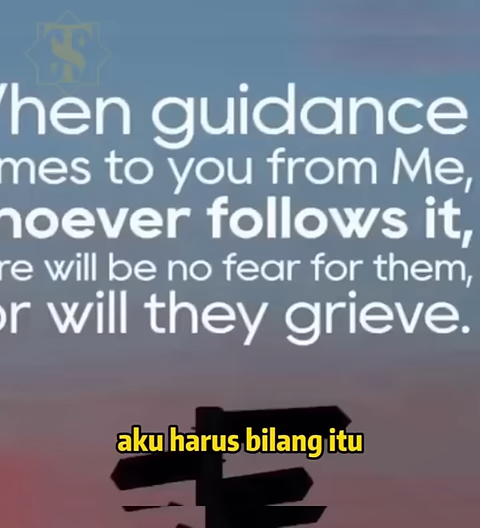 hen guidance
mes to you from Me,
hoever follows it,
re will be no fear for them,
or will they grieve.
aku harus bilang itu